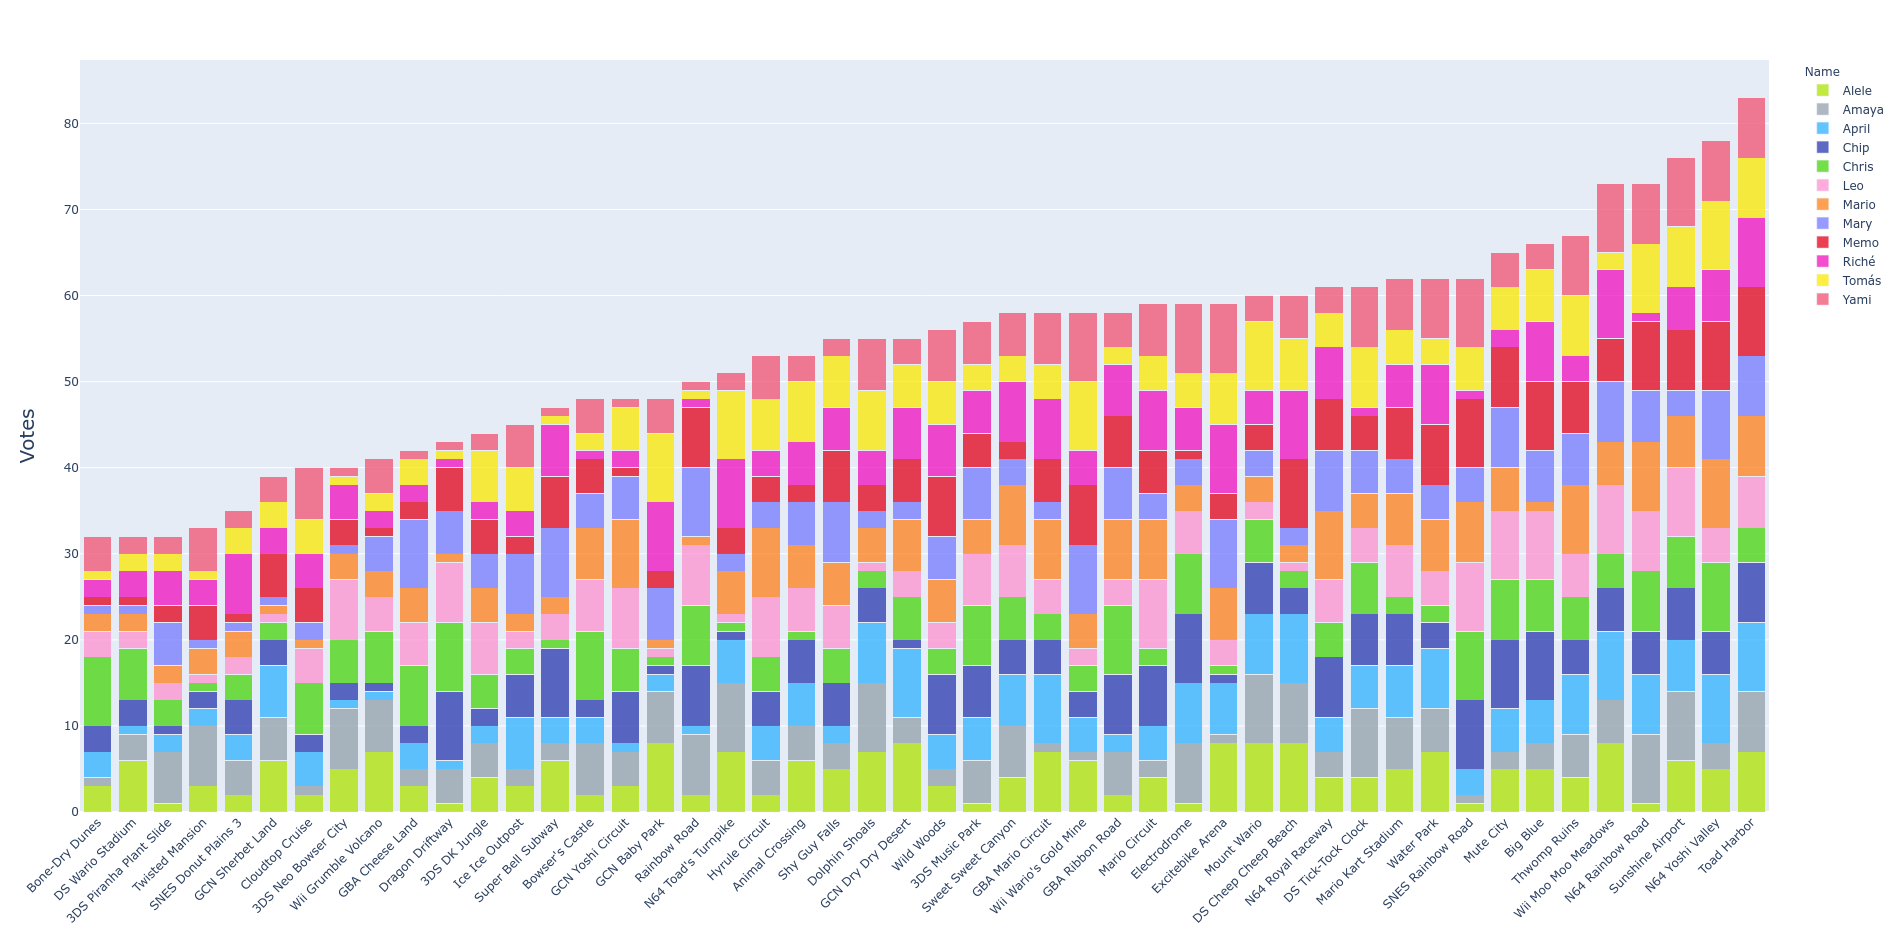 Votes
80
70
60
50
40
30
20
10
0
Bone-Dry Dunes
DS Wario Stadium
3DS Piranha Plant Slide
Twisted Mansion
SNES Donut Plains 3
GCN Sherbet Land
Cloudtop Cruise
3DS Neo Bowser City
Wii Grumble Volcano
GBA Cheese Land
Dragon Driftway
3DS DK Jungle
Ice Ice Outpost
Super Bell Subway
Bowser's Castle
GCN Yoshi Circuit
GCN Baby Park
Rainbow Road
N64 Toad's Turnpike
Hyrule Circuit
Animal Crossing
Shy Guy Falls
Dolphin Shoals
GCN Dry Dry Desert
Wild Woods
3DS Music Park
Sweet Sweet Canyon
GBA Mario Circuit
Wii Wario's Gold Mine
GBA Ribbon Road
Mario Circuit
Electrodrome
Excitebike Arena
Mount Wario
DS Cheep Cheep Beach
N64 Royal Raceway
DS Tick-Tock Clock
Mario Kart Stadium
Water Park
SNES Rainbow Road
Mute City
Big Blue
Thwomp Ruins
Wii Moo Moo Meadows
N64 Rainbow Road
Sunshine Airport
N64 Yoshi Valley
Toad Harbor
Name
Alele
Amaya
April
Chip
Chris
Leo
Mario
Mary
Memo
Riché
Tomás
Yami